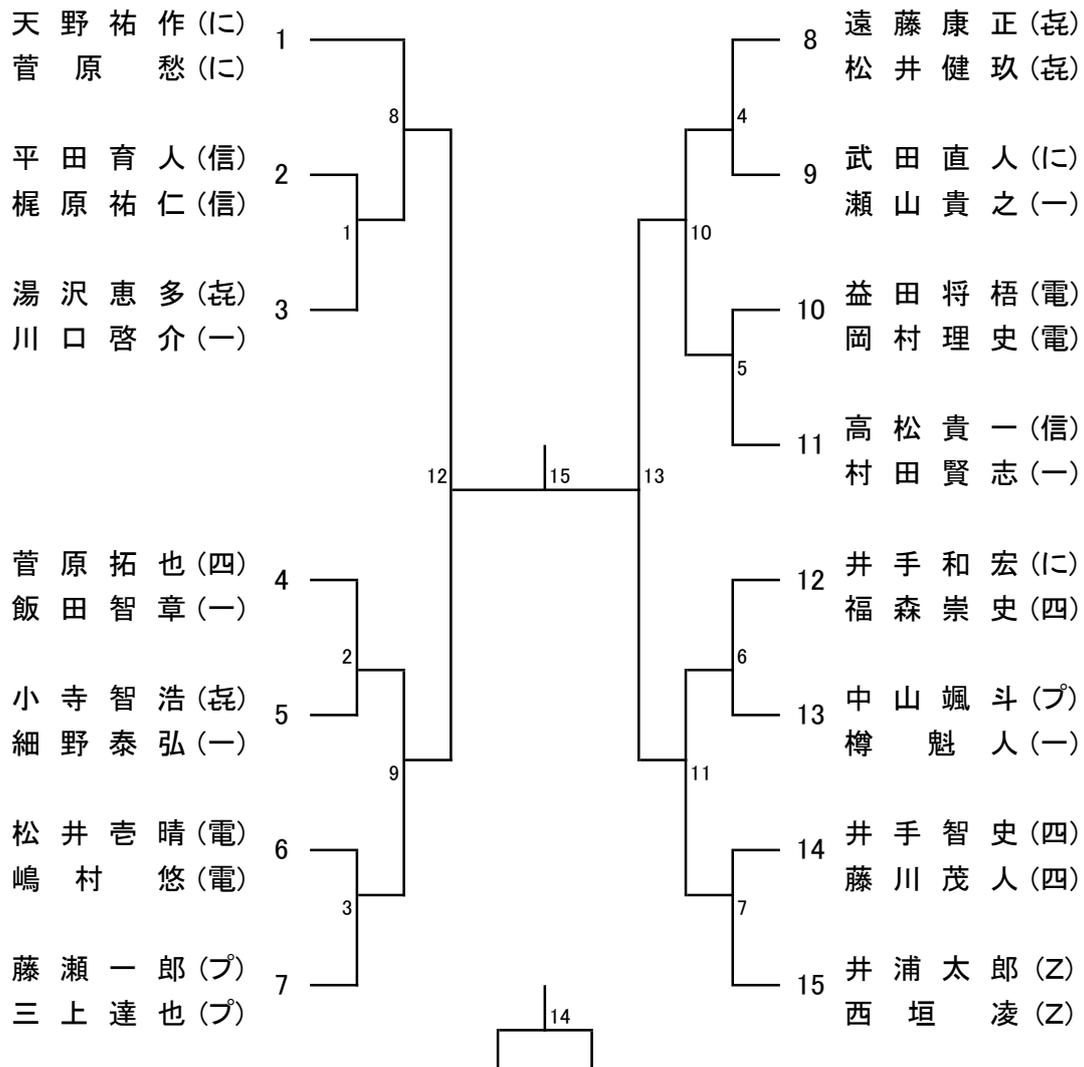 天野祐作(に) 1
菅原愁(に)
8
平田育人(信) 2
梶原祐仁(信)
1
湯沢恵多(㐂) 3
川口啓介(一)
12
菅原拓也(四) 4
飯田智章(一)
2
小寺智浩(㐂) 5
細野泰弘(一)
9
松井壱晴(電) 6
嶋村悠(電)
3
藤瀬一郎(プ) 7
三上達也(プ)
15
14
8 遠藤康正(㐂)
松井健玖(㐂)
4
9 武田直人(に)
瀬山貴之(一)
10
10 益田将梧(電)
岡村理史(電)
5
11 高松貴一(信)
村田賢志(一)
13
12 井手和宏(に)
福森崇史(四)
6
13 中山颯斗(プ)
樽魁人(一)
11
14 井手智史(四)
藤川茂人(四)
7
15 井浦太郎(Z)
西垣凌(Z)